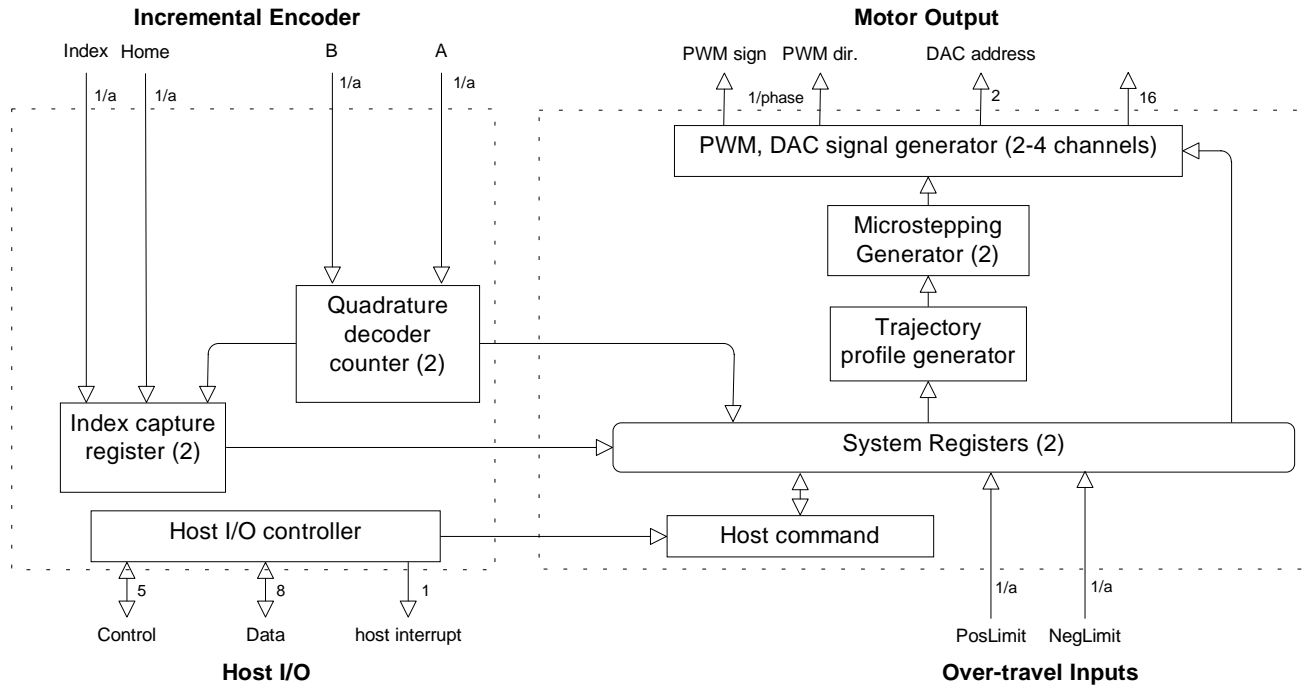 Incremental Encoder
Motor Output
Index
Home
B
A
PWM sign
PWM dir.
DAC address
1/a
1/a
1/a
1/a
1/phase
2
16
PWM, DAC signal generator (2-4 channels)
Microstepping
Generator (2)
Quadrature
decoder
counter (2)
Trajectory
profile generator
Index capture
register (2)
System Registers (2)
Host I/O controller
Host command
5
8
1
1/a
1/a
Control
Data
host interrupt
PosLimit
NegLimit
Host I/O
Over-travel Inputs